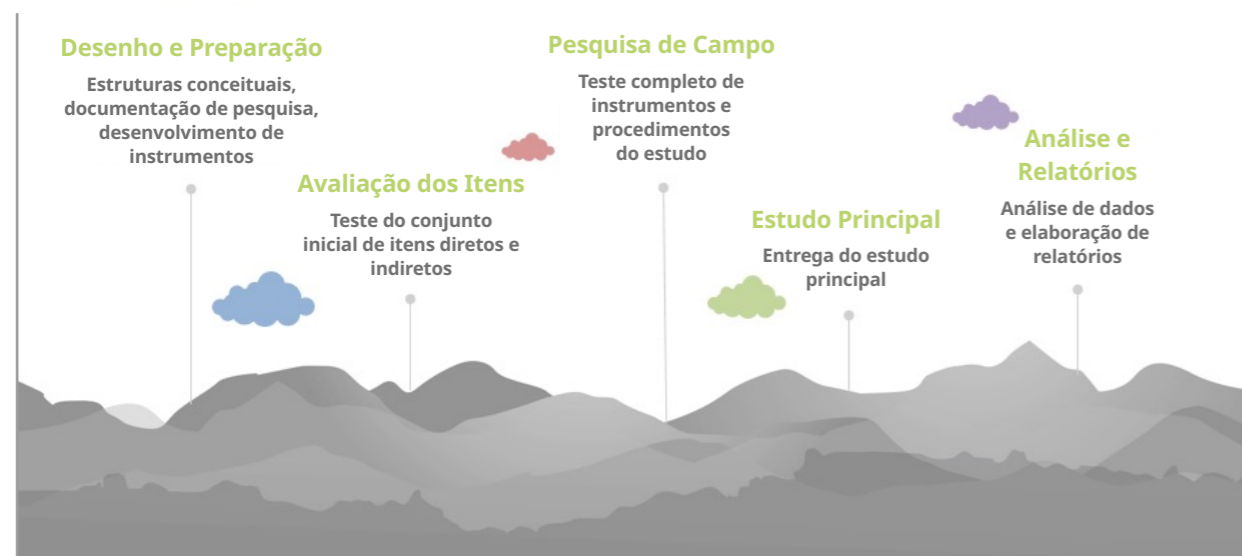 Desenho e Preparação
Estruturas conceituais,
documentação de pesquisa,
desenvolvimento de
instrumentos
Avaliação dos Itens
Teste do conjunto
inicial de itens diretos e
indiretos
Pesquisa de Campo
Teste completo de
instrumentos e
procedimentos
do estudo
Estudo Principal
Entrega do estudo
principal
Análise e
Relatórios
Análise de dados
e elaboração de
relatórios